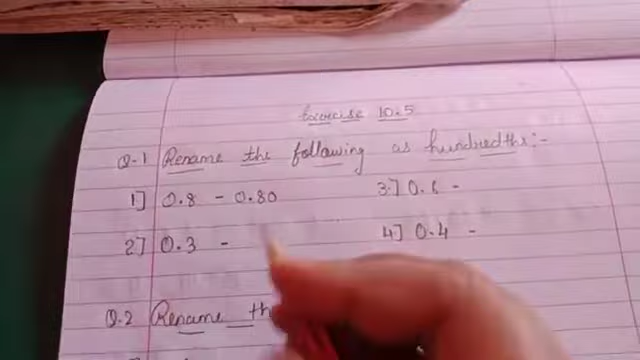 Exercise 10.5
Q.1 Rename the following as hundredths:-
1] 0.8 - 0.80
3] 0.6 -
2] 0.3 -
4] 0.4 -
Q.2 Rename